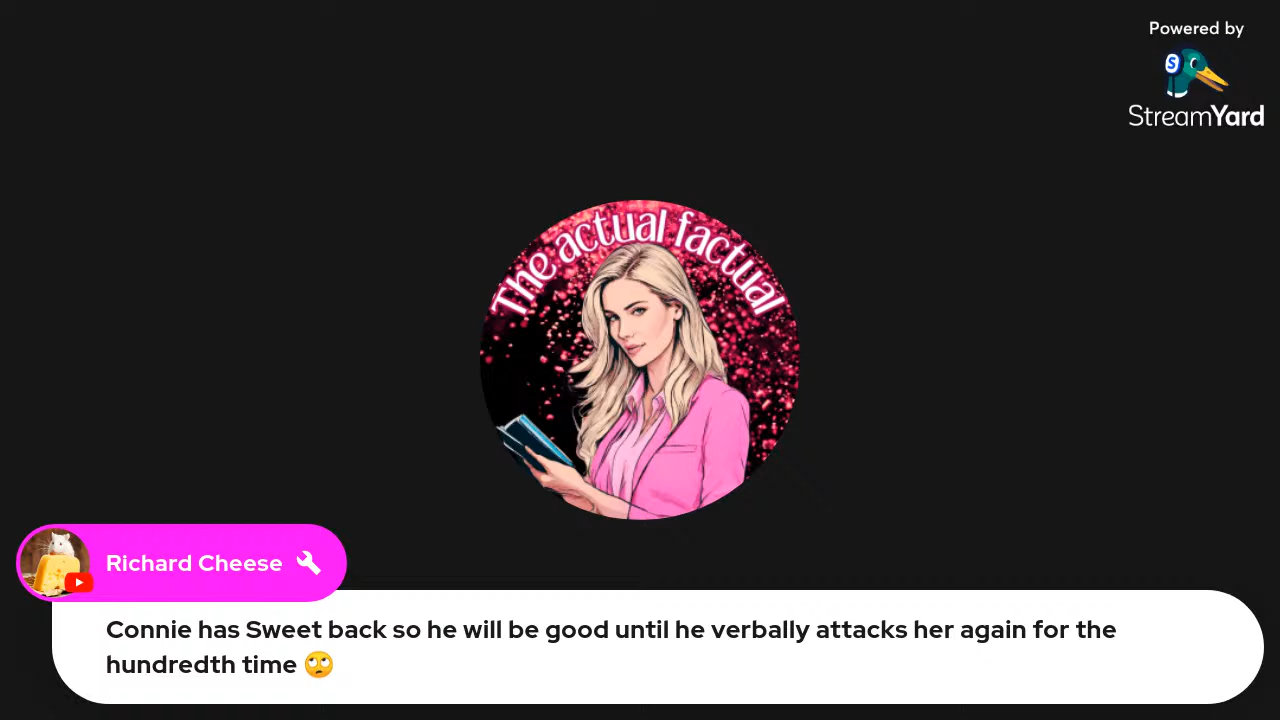 Powered by
S
StreamYard
The actual factual
Richard Cheese
Connie has Sweet back so he will be good until he verbally attacks her again for the
hundredth time 🙄